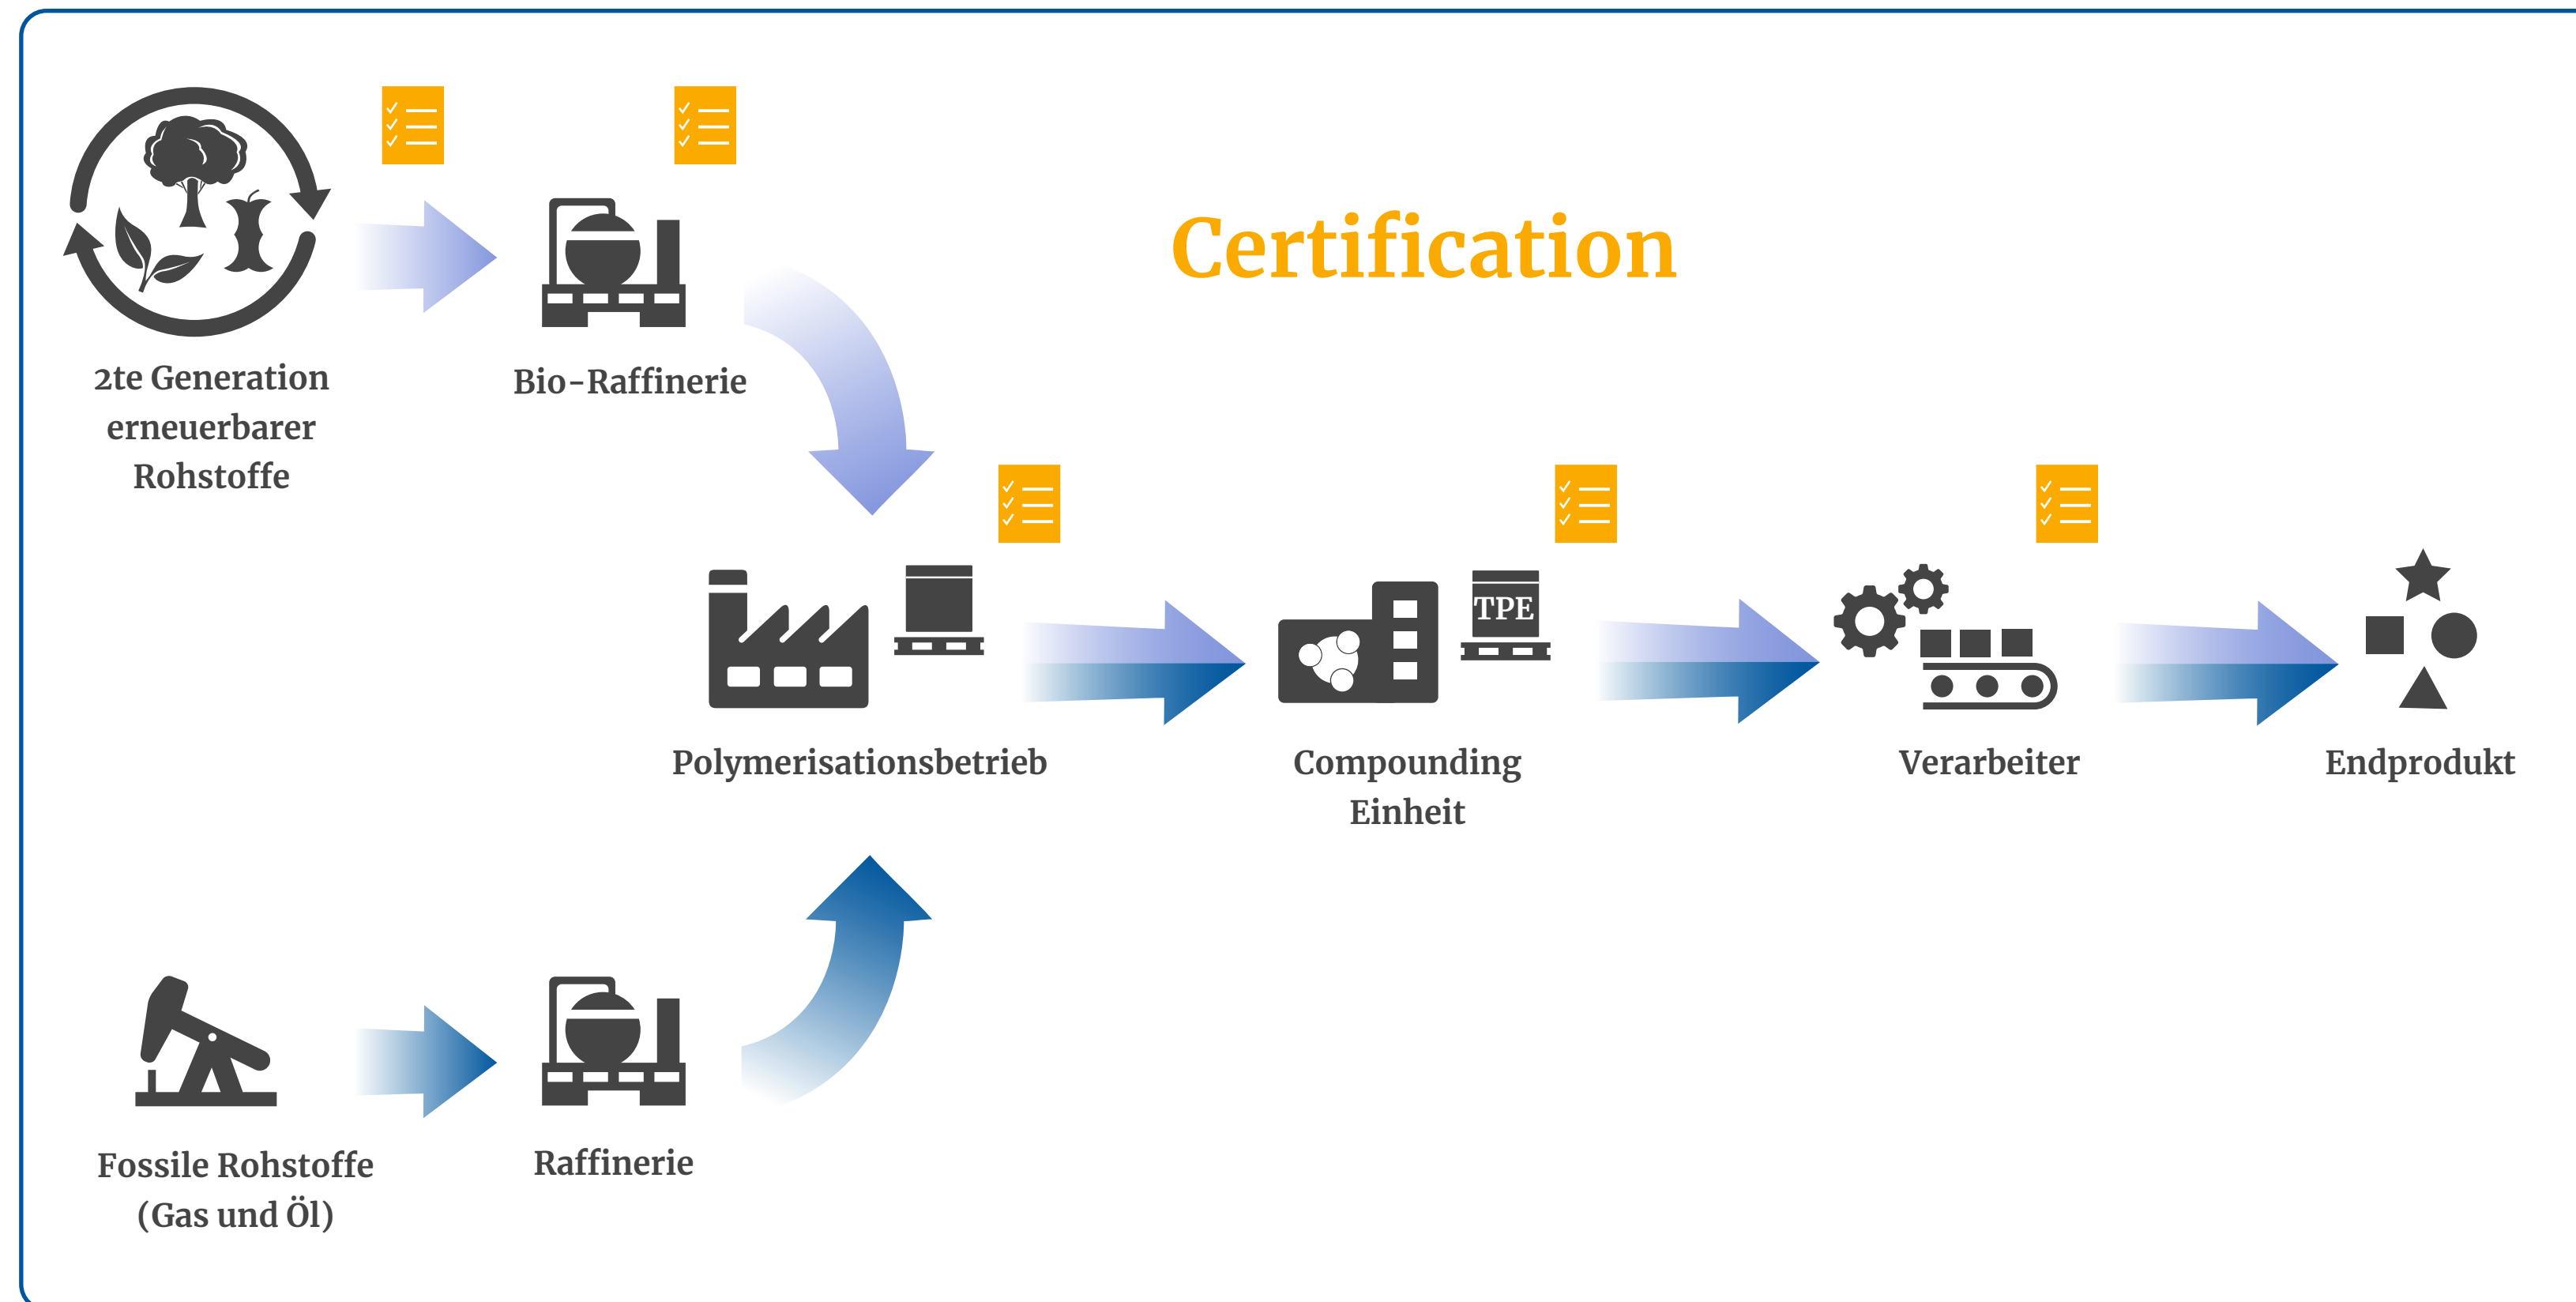 Certification
2te Generation
erneuerbarer
Rohstoffe
Bio-Raffinerie
TPE
Polymerisationsbetrieb
Compounding
Einheit
Verarbeiter
Endprodukt
Fossile Rohstoffe
(Gas und Öl)
Raffinerie